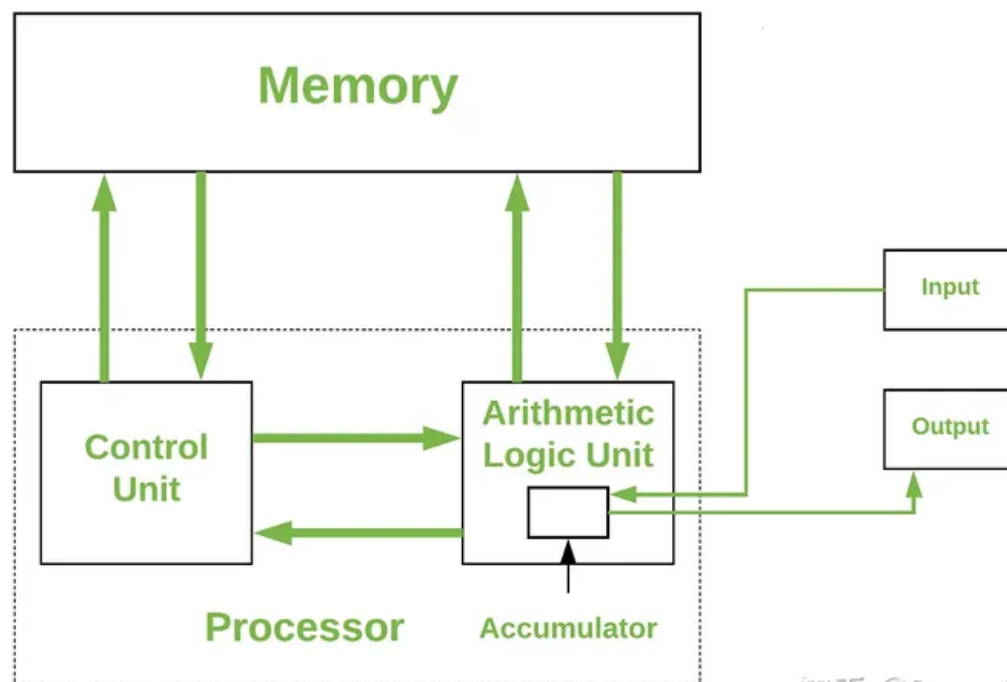 Memory
Input
Control
Unit
Arithmetic
Logic Unit
Output
Processor
Accumulator